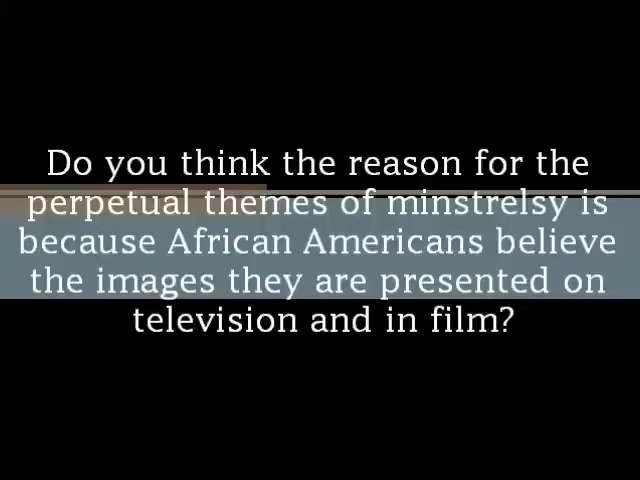 Do you think the reason for the
perpetual themes of minstrelsy is
because African Americans believe
the images they are presented on
television and in film?